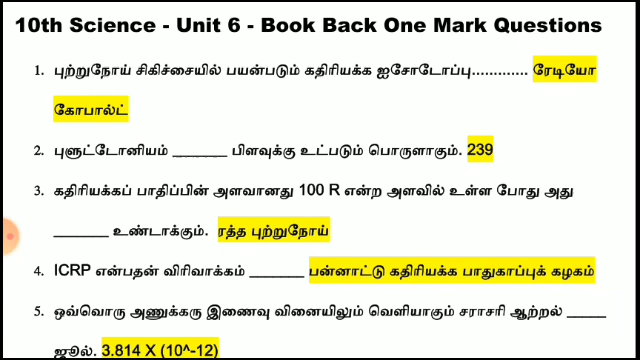 10th Science - Unit 6 - Book Back One Mark Questions
1. புற்றுநோய் சிகிச்சையில் பயன்படும் கதிரியக்க ஐசோடோப்பு............. ரேடியோ
கோபால்ட்
2. புளுட்டோனியம் _______ பிளவுக்கு உட்படும் பொருளாகும். 239
3. கதிரியக்கப் பாதிப்பின் அளவானது 100 R என்ற அளவில் உள்ள போது அது
_______ உண்டாக்கும். ரத்த புற்றுநோய்
4. ICRP என்பதன் விரிவாக்கம் _______ பன்னாட்டு கதிரியக்க பாதுகாப்புக் கழகம்
5. ஒவ்வொரு அணுக்கரு இணைவு வினையிலும் வெளியாகும் சராசரி ஆற்றல் _____
ஜூல். 3.814 X (10^-12)